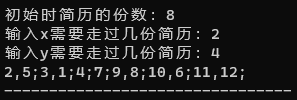 初始时简历的份数: 8
输入x需要走过几份简历: 2
输入y需要走过几份简历: 4
2,5;3,1;4;7;9,8;10,6;11,12;
--------------------------------